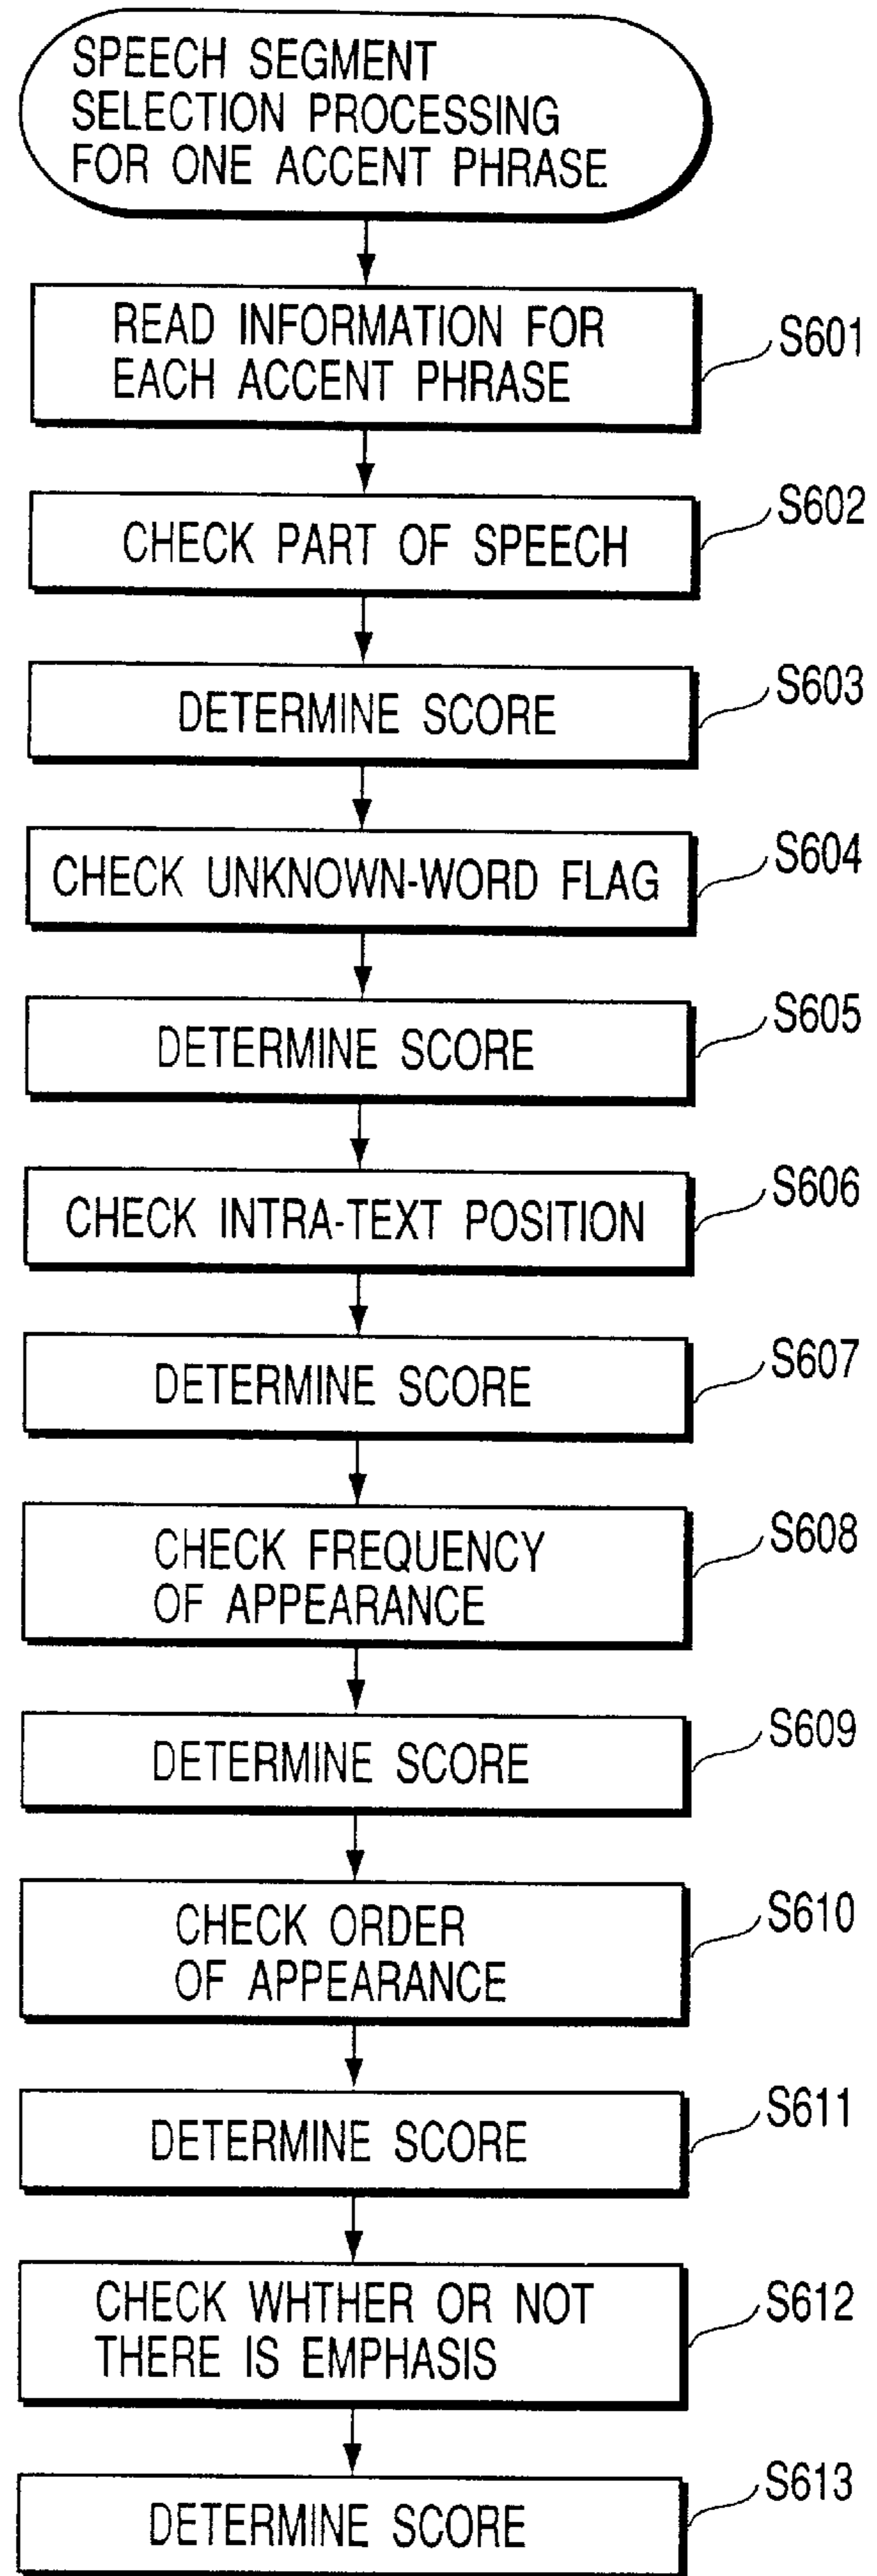 SPEECH SEGMENT
SELECTION PROCESSING
FOR ONE ACCENT PHRASE
READ INFORMATION FOR
EACH ACCENT PHRASE
S601
CHECK PART OF SPEECH
S602
DETERMINE SCORE
S603
CHECK UNKNOWN-WORD FLAG
S604
DETERMINE SCORE
S605
CHECK INTRA-TEXT POSITION
S606
DETERMINE SCORE
S607
CHECK FREQUENCY
OF APPEARANCE
S608
DETERMINE SCORE
S609
CHECK ORDER
OF APPEARANCE
S610
DETERMINE SCORE
S611
CHECK WHTHER OR NOT
THERE IS EMPHASIS
S612
DETERMINE SCORE
S613